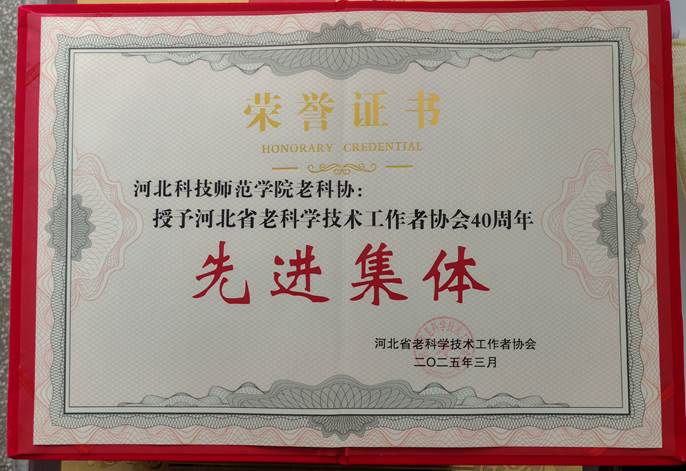 荣誉证书
HONORARY CREDENTIAL
河北科技师范学院老科协：
授予河北省老科学技术工作者协会40周年
先进集体
河北省老科学技术工作者协会
二〇二五年三月